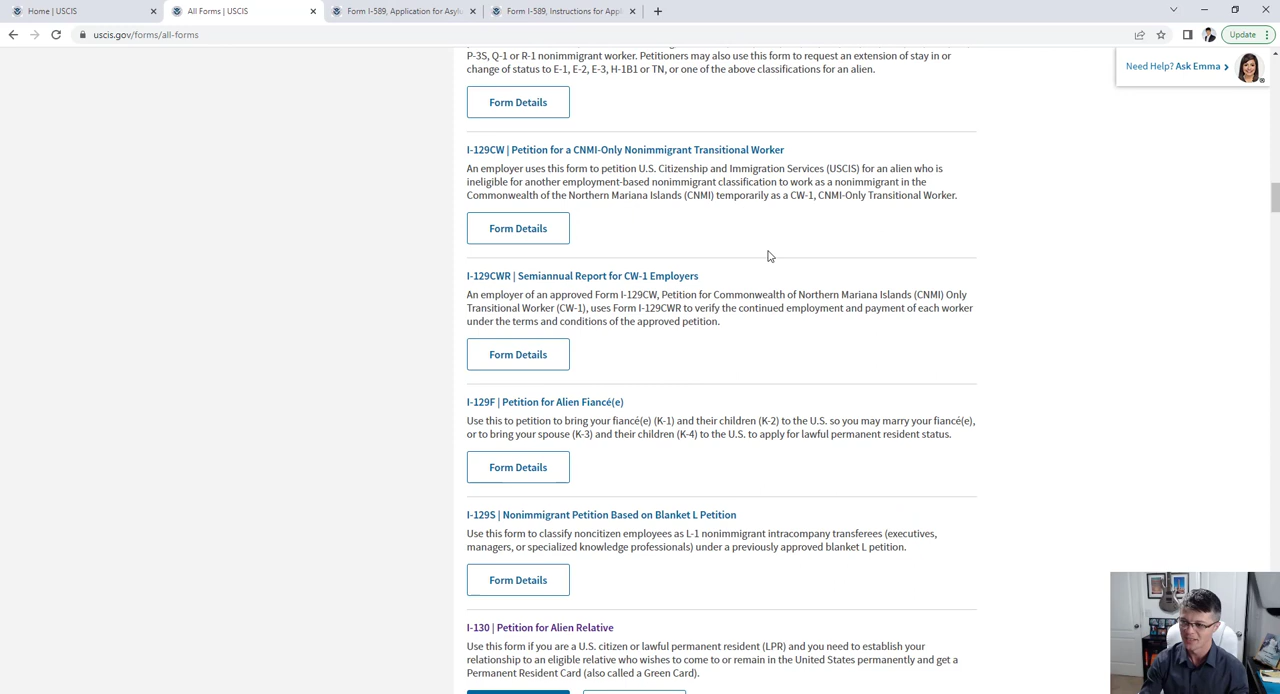 Home | USCIS
All Forms | USCIS
Form I-589, Application for Asylu
Form I-589, Instructions for Appl
uscis.gov/forms/all-forms
Update
Need Help? Ask Emma
P-3S, Q-1 or R-1 nonimmigrant worker. Petitioners may also use this form to request an extension of stay in or
change of status to E-1, E-2, E-3, H-1B1 or TN, or one of the above classifications for an alien.
Form Details
I-129CW | Petition for a CNMI-Only Nonimmigrant Transitional Worker
An employer uses this form to petition U.S. Citizenship and Immigration Services (USCIS) for an alien who is
ineligible for another employment-based nonimmigrant classification to work as a nonimmigrant in the
Commonwealth of the Northern Mariana Islands (CNMI) temporarily as a CW-1, CNMI-Only Transitional Worker.
Form Details
I-129CWR | Semiannual Report for CW-1 Employers
An employer of an approved Form I-129CW, Petition for Commonwealth of Northern Mariana Islands (CNMI) Only
Transitional Worker (CW-1), uses Form I-129CWR to verify the continued employment and payment of each worker
under the terms and conditions of the approved petition.
Form Details
I-129F | Petition for Alien Fiancé(e)
Use this to petition to bring your fiancé(e) (K-1) and their children (K-2) to the U.S. so you may marry your fiancé(e),
or to bring your spouse (K-3) and their children (K-4) to the U.S. to apply for lawful permanent resident status.
Form Details
I-129S | Nonimmigrant Petition Based on Blanket L Petition
Use this form to classify noncitizen employees as L-1 nonimmigrant intracompany transferees (executives,
managers, or specialized knowledge professionals) under a previously approved blanket L petition.
Form Details
I-130 | Petition for Alien Relative
Use this form if you are a U.S. citizen or lawful permanent resident (LPR) and you need to establish your
relationship to an eligible relative who wishes to come to or remain in the United States permanently and get a
Permanent Resident Card (also called a Green Card).